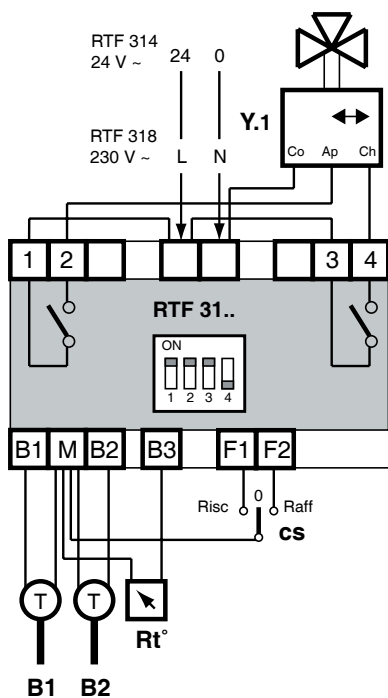 RTF 314 24 0
24 V ~
RTF 318
230 V ~ L N
Y.1
Co Ap Ch
1 2 3 4
RTF 31..
ON
1 2 3 4
B1 M B2 B3 F1 F2
Risc 0 Raff
cs
T T
Rt°
B1 B2